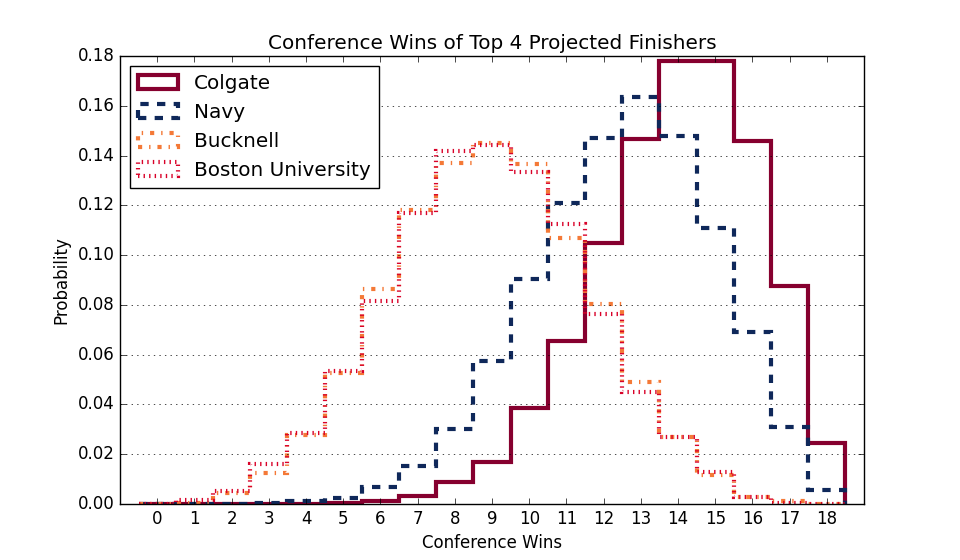 Conference Wins of Top 4 Projected Finishers
Colgate
Navy
Bucknell
Boston University
Probability
0.18
0.16
0.14
0.12
0.10
0.08
0.06
0.04
0.02
0.00
0 1 2 3 4 5 6 7 8 9 10 11 12 13 14 15 16 17 18
Conference Wins